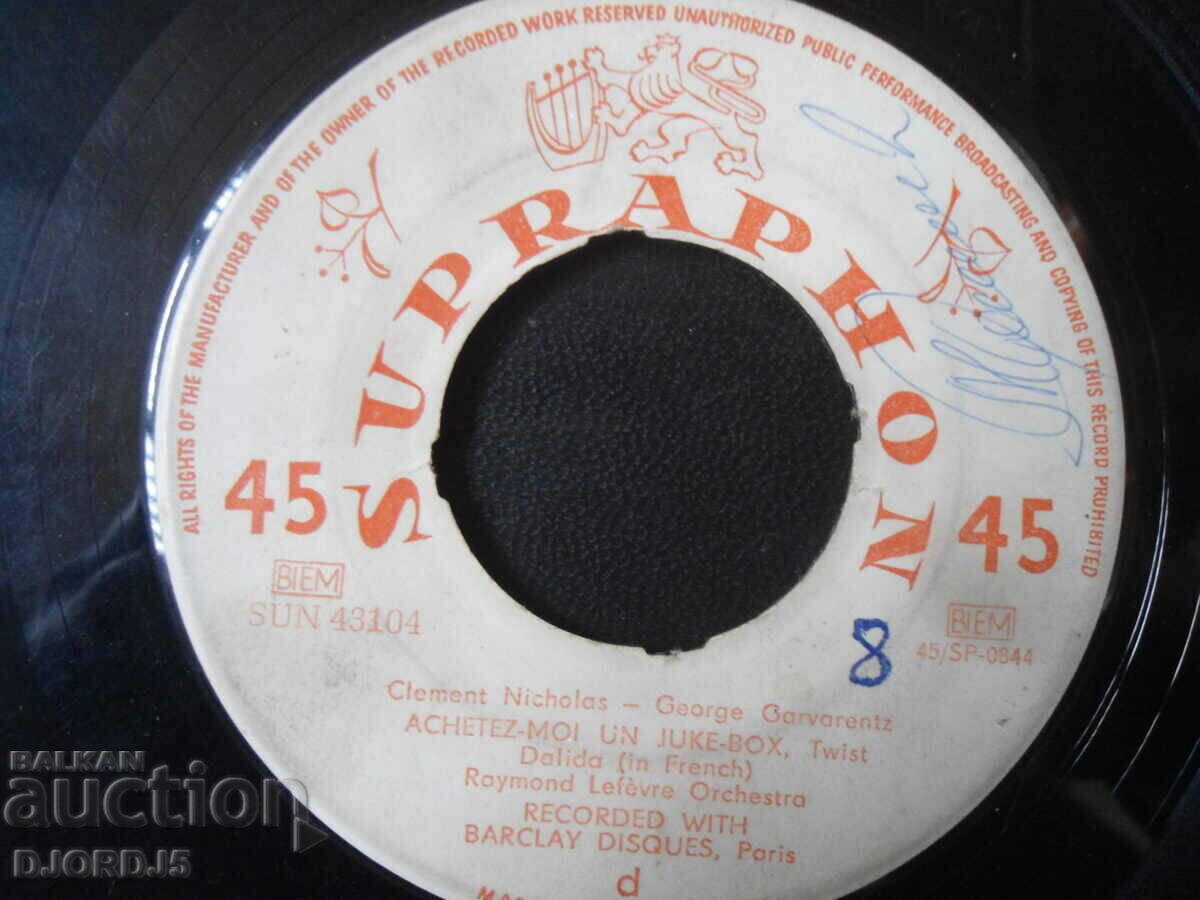 ALL RIGHTS OF THE MANUFACTURER AND OF THE OWNER OF THE RECORDED WORK RESERVED UNAUTHORIZED PUBLIC PERFORMANCE BROADCASTING AND COPYING OF THIS RECORD PROHIBITED
SUPRAPHON
45
45
BIEM
SUN 43104
BIEM
45/SP-0844
8
Clement Nicholas – George Garvarentz
ACHETEZ-MOI UN JUKE-BOX, Twist
Dalida (in French)
Raymond Lefèvre Orchestra
RECORDED WITH
BARCLAY DISQUES, Paris
d
BALKAN
auction
DJORDJ5